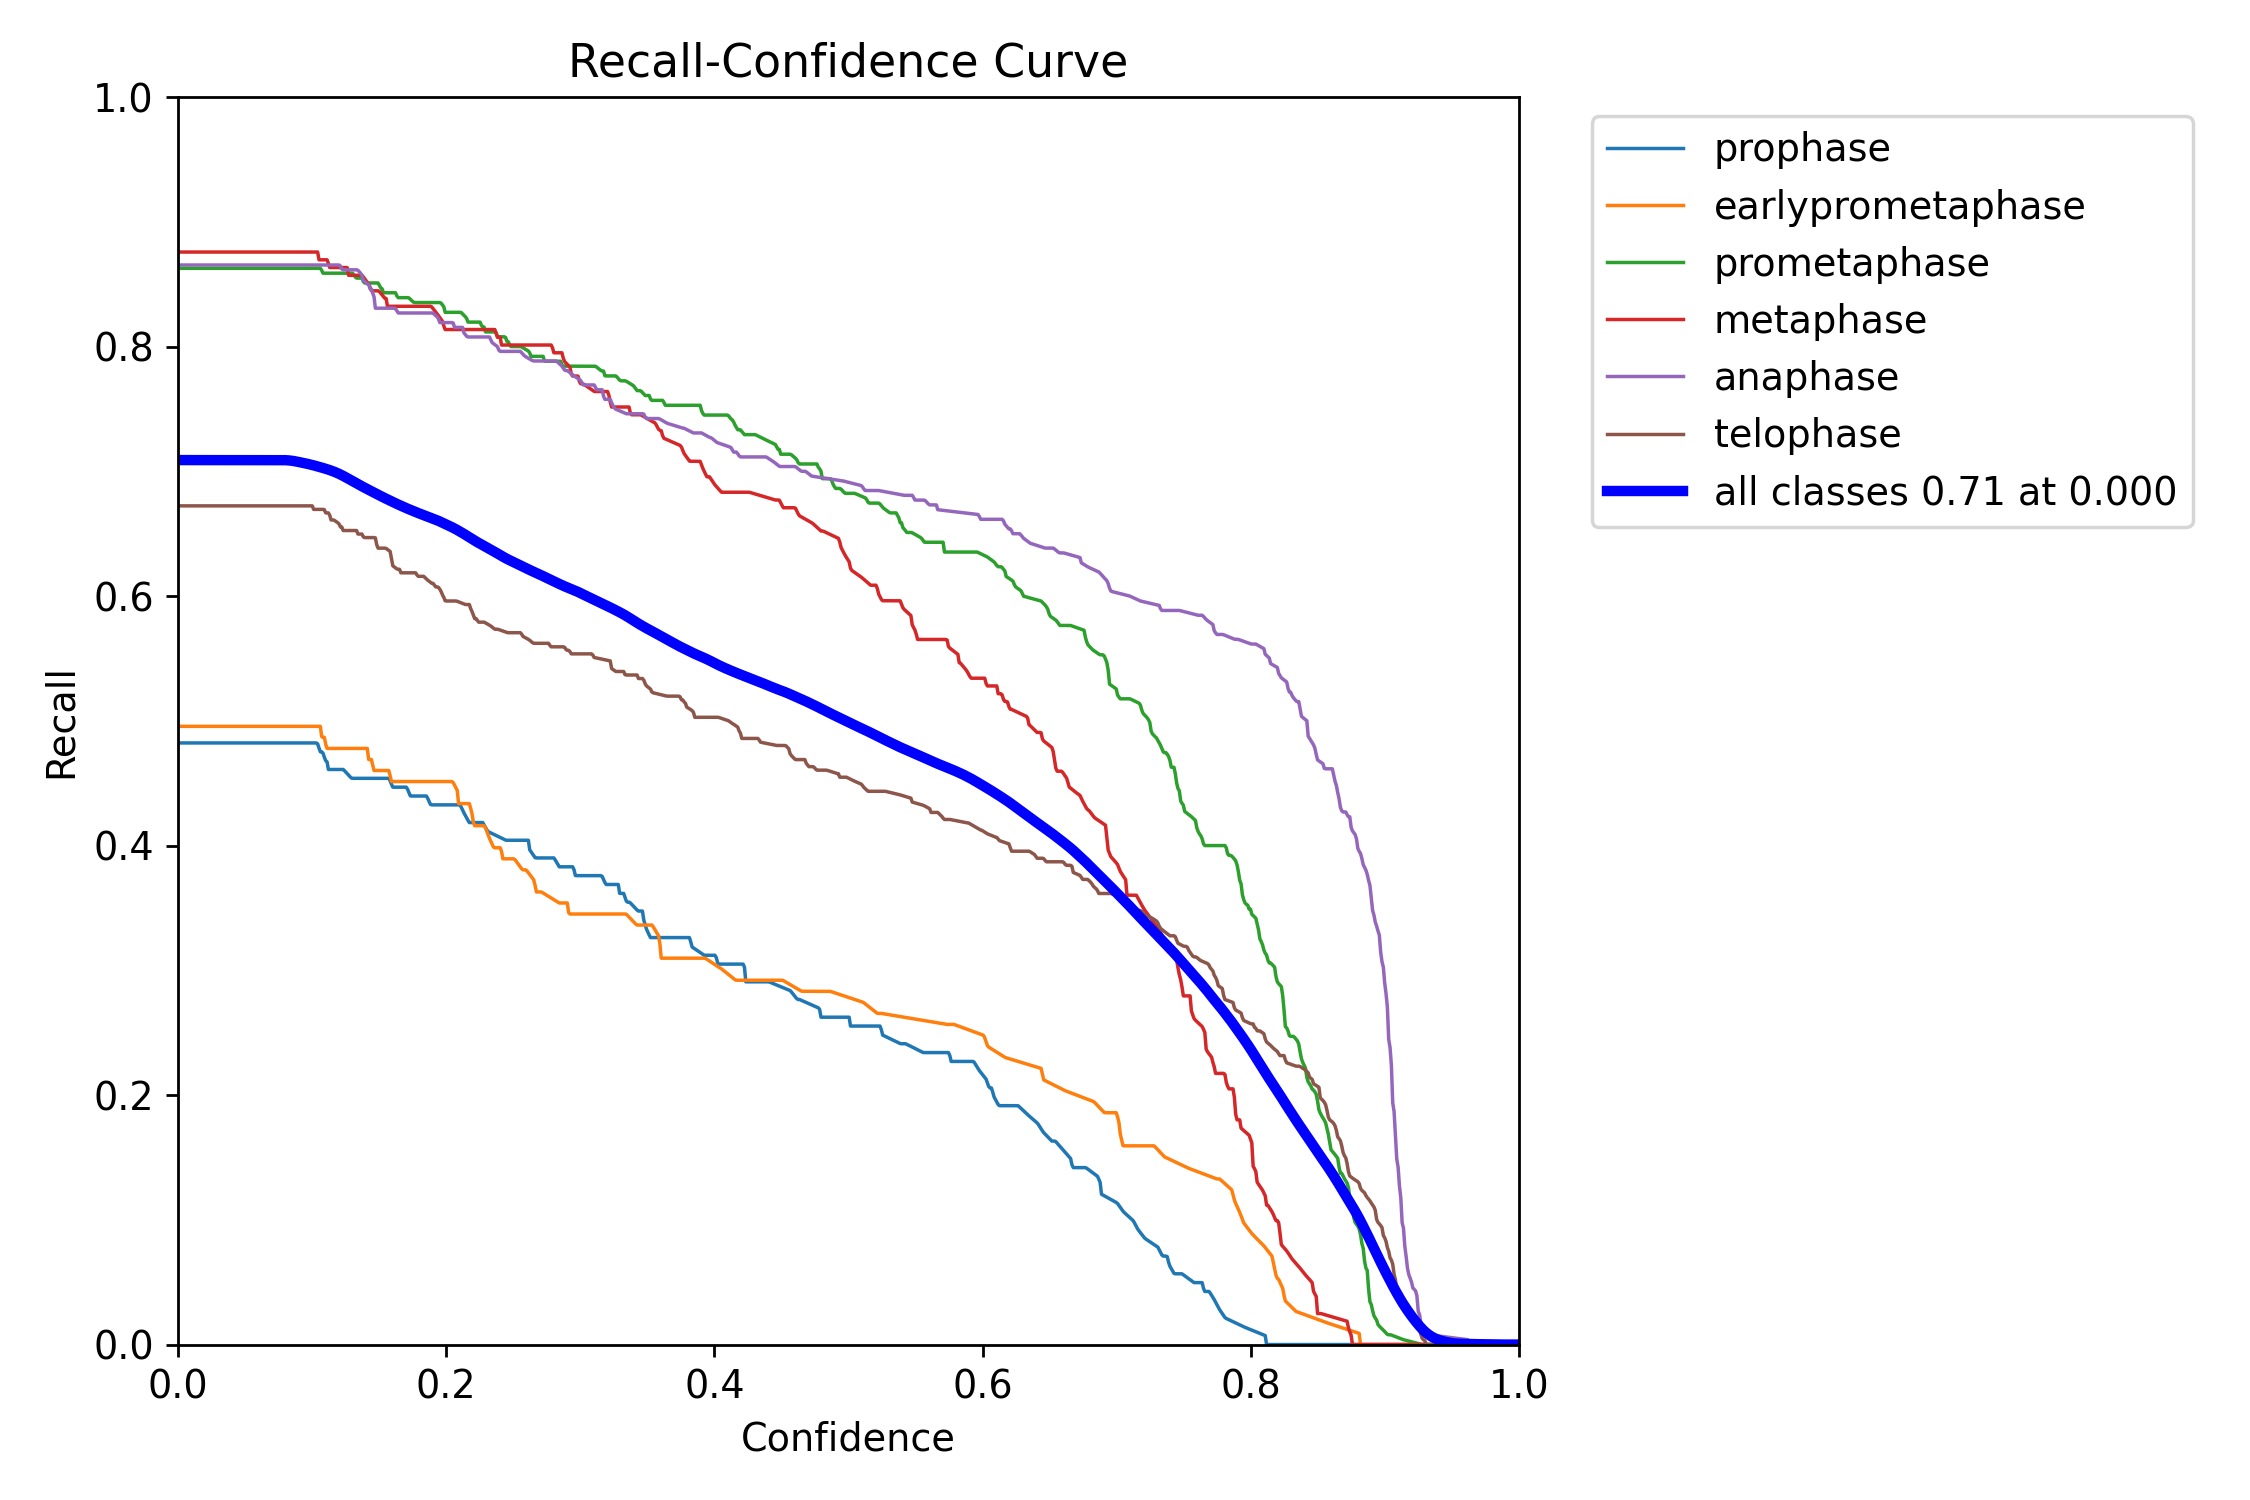 Recall-Confidence Curve
1.0
0.8
0.6
0.4
0.2
0.0
Recall
0.0 0.2 0.4 0.6 0.8 1.0
Confidence
prophase
earlyprometaphase
prometaphase
metaphase
anaphase
telophase
all classes 0.71 at 0.000